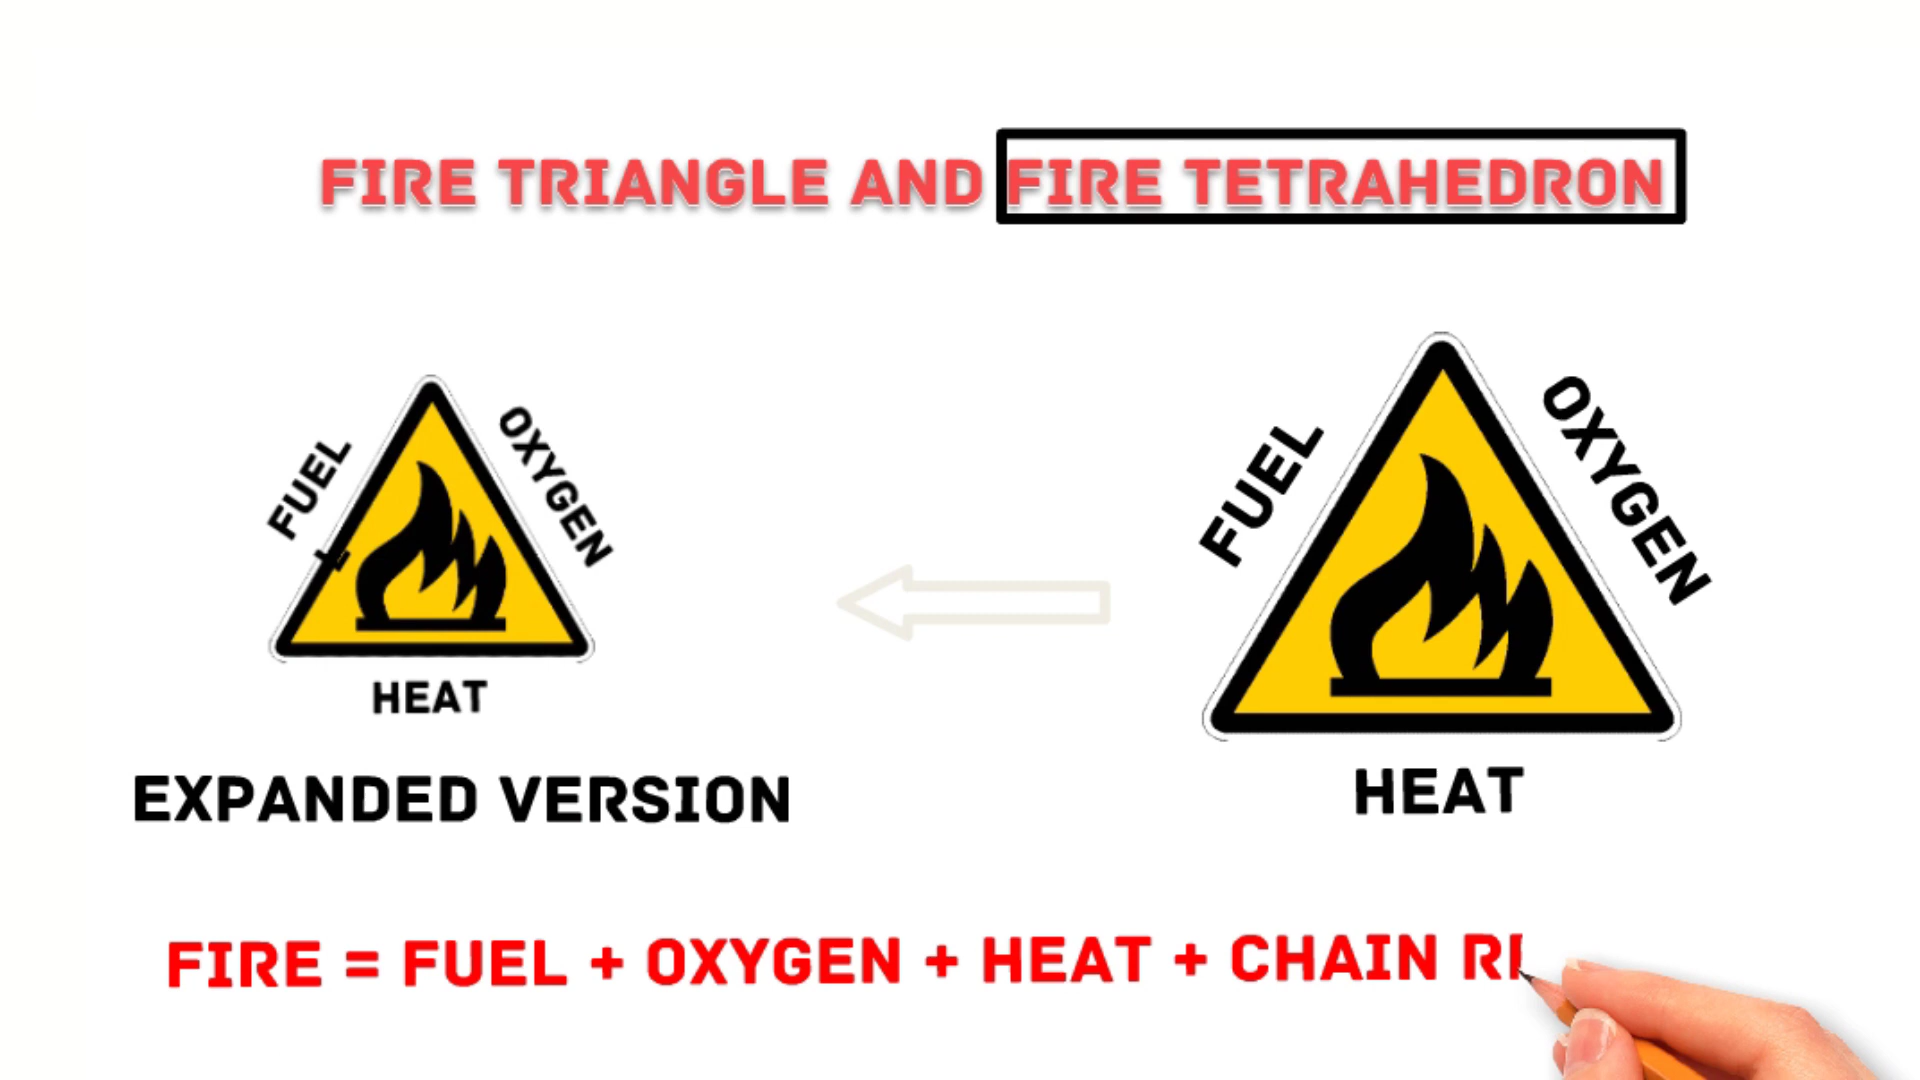 FIRE TRIANGLE AND FIRE TETRAHEDRON
FUEL
OXYGEN
HEAT
EXPANDED VERSION
FUEL
OXYGEN
HEAT
FIRE = FUEL + OXYGEN + HEAT + CHAIN